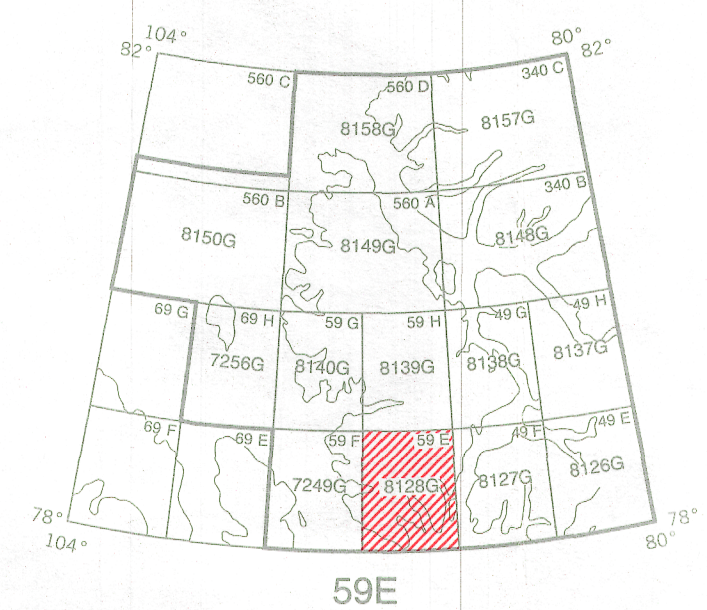 104° 80°
82° 82°
560 C 560 D 340 C
8158G 8157G
560 B 560 A 340 B
8150G 8149G 8148G
69 G 69 H 59 G 59 H 49 G 49 H
7256G 8140G 8139G 8138G 8137G
69 F 69 E 59 F 59 E 49 F 49 E
7249G 8128G 8127G 8126G
78° 78°
104° 80°
59E